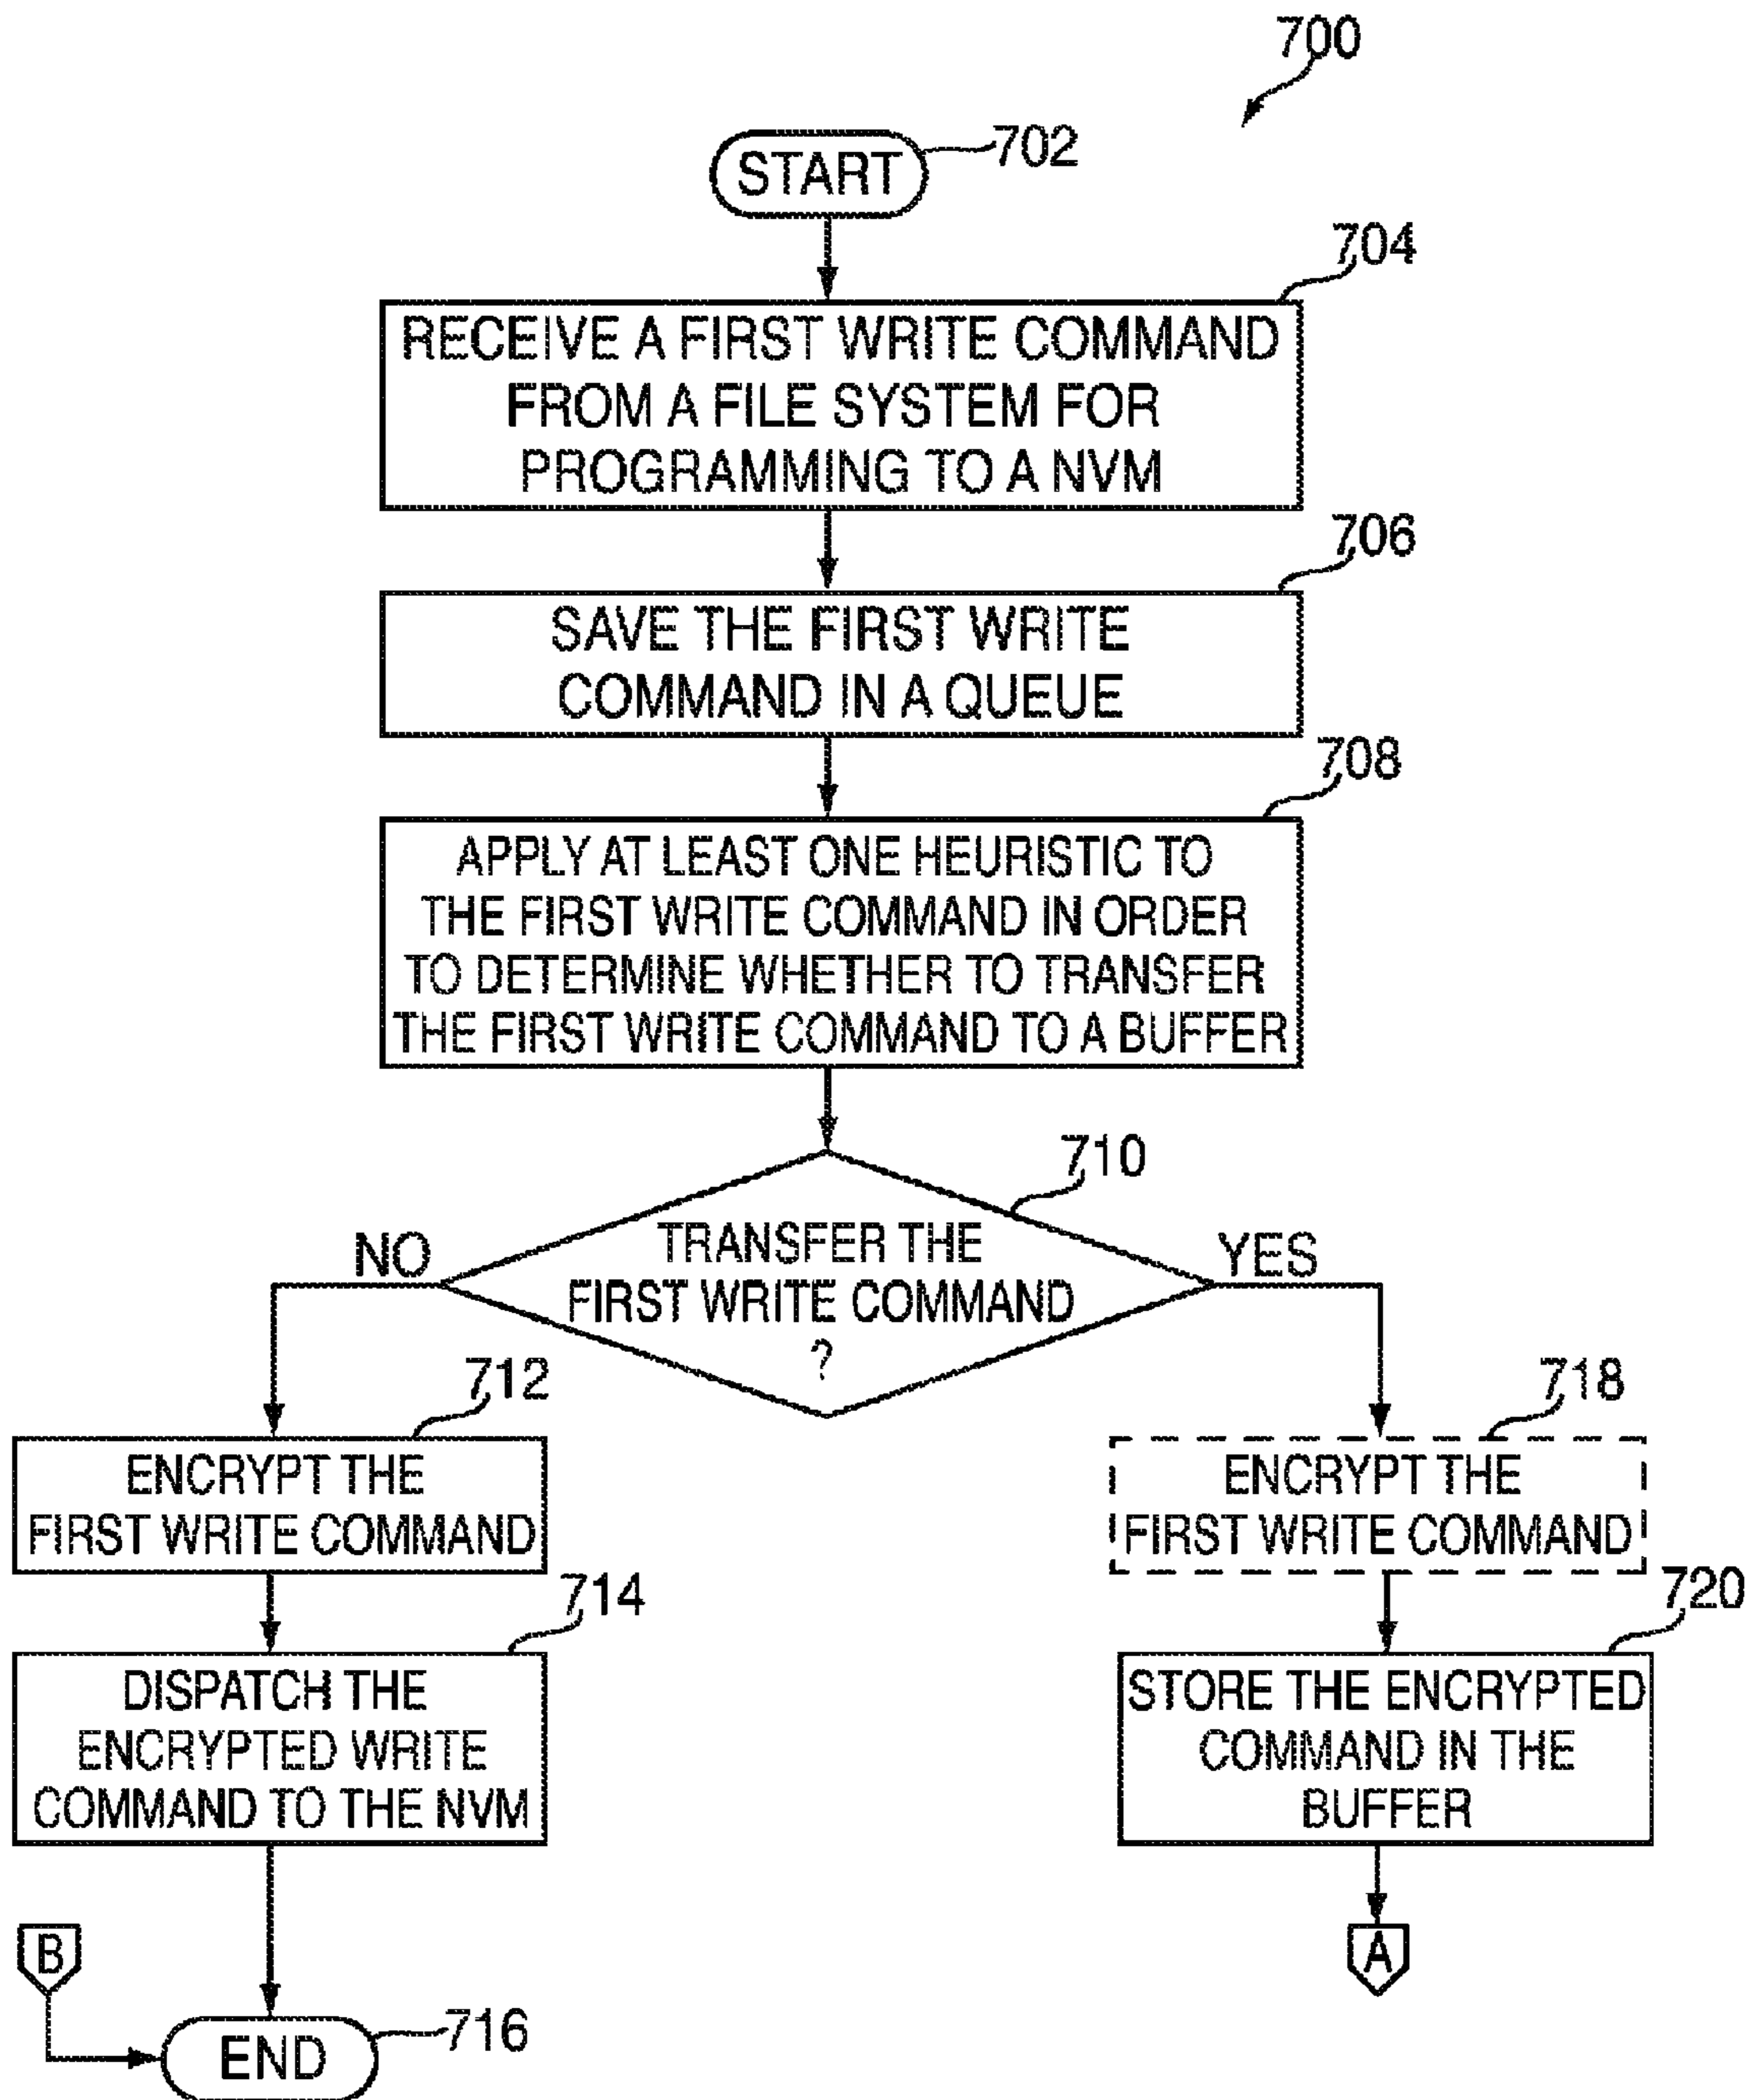 700
702
START
704
RECEIVE A FIRST WRITE COMMAND
FROM A FILE SYSTEM FOR
PROGRAMMING TO A NVM
706
SAVE THE FIRST WRITE
COMMAND IN A QUEUE
708
APPLY AT LEAST ONE HEURISTIC TO
THE FIRST WRITE COMMAND IN ORDER
TO DETERMINE WHETHER TO TRANSFER
THE FIRST WRITE COMMAND TO A BUFFER
710
TRANSFER THE
FIRST WRITE COMMAND
?
NO
YES
712
ENCRYPT THE
FIRST WRITE COMMAND
714
DISPATCH THE
ENCRYPTED WRITE
COMMAND TO THE NVM
B
END
716
718
ENCRYPT THE
FIRST WRITE COMMAND
720
STORE THE ENCRYPTED
COMMAND IN THE
BUFFER
A